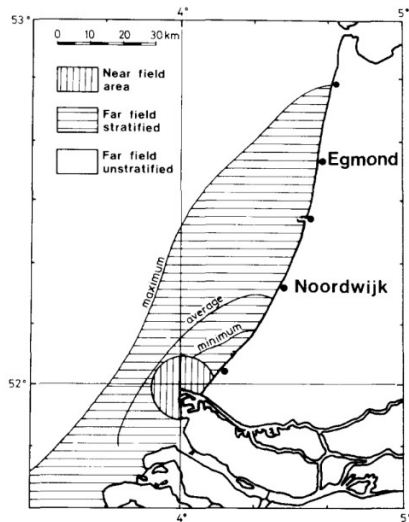 53°
4°
5°
0 10 20 30 km
Near field
area
Far field
stratified
Far field
unstratified
Egmond
maximum
Noordwijk
average
minimum
52°
4°
5°